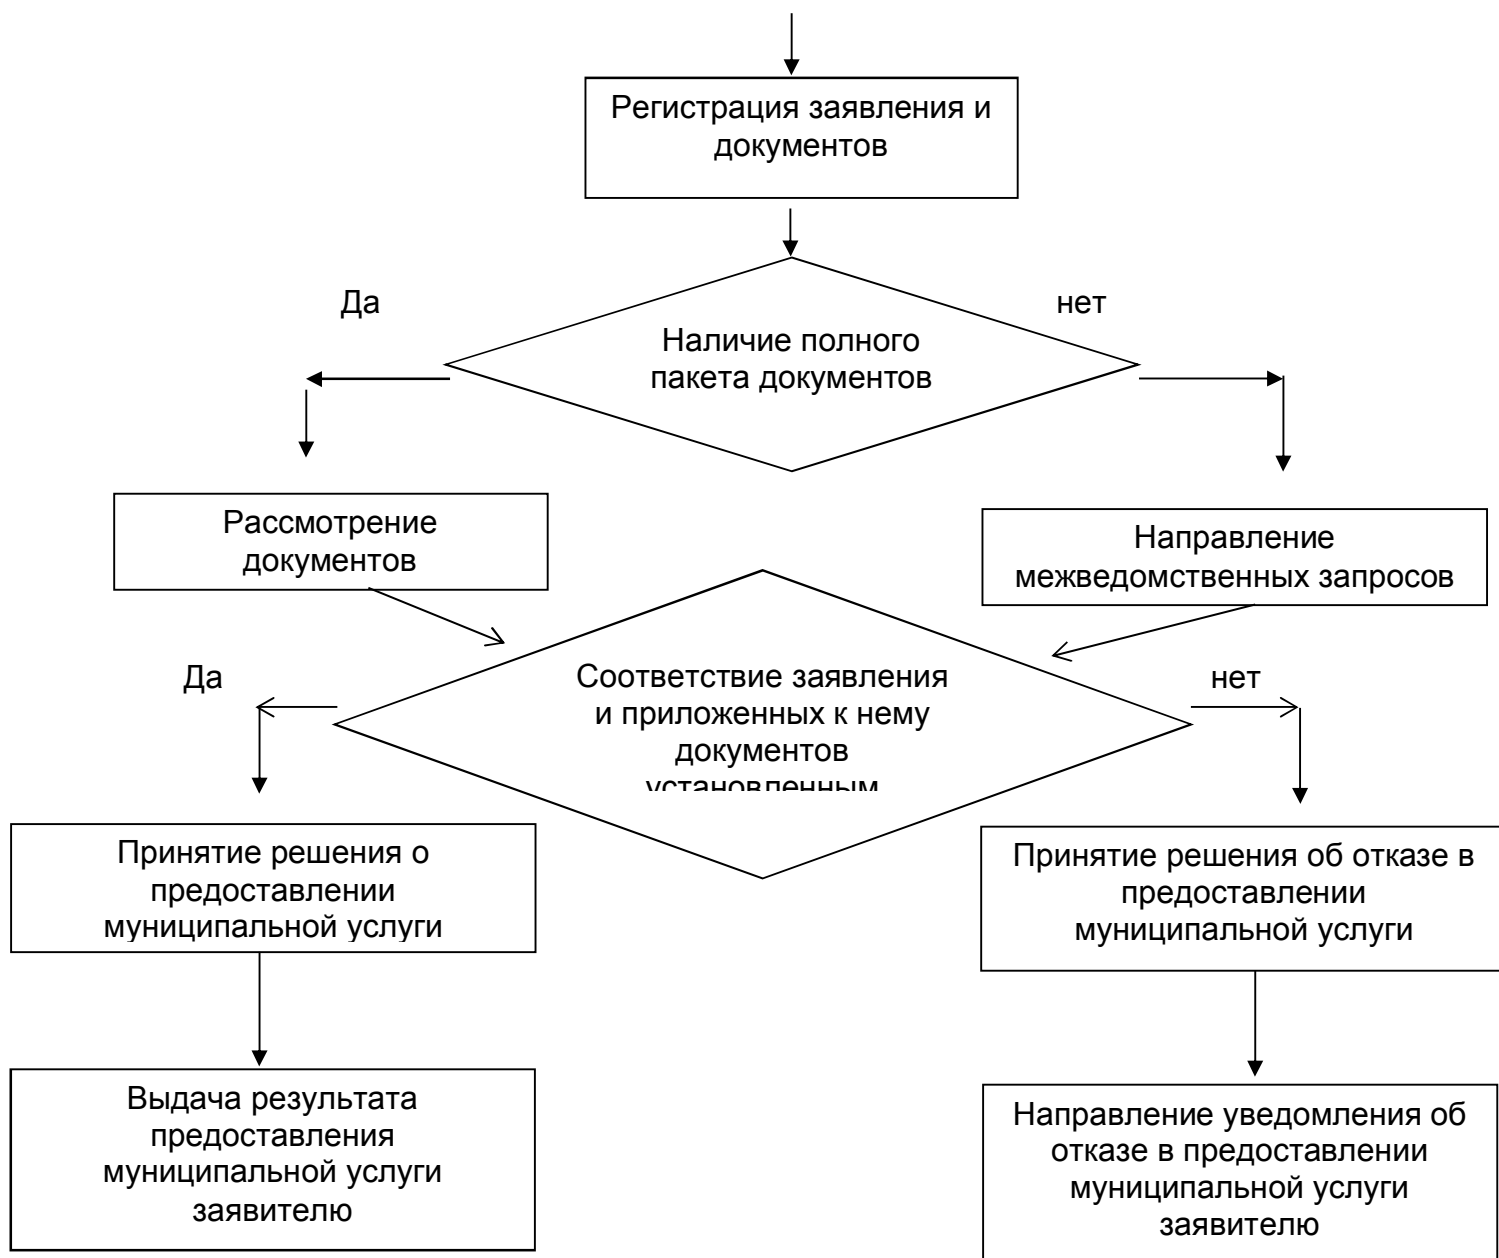 Регистрация заявления и
документов
Да
нет
Наличие полного
пакета документов
Рассмотрение
документов
Направление
межведомственных запросов
Да
нет
Соответствие заявления
и приложенных к нему
документов
установленным
Принятие решения о
предоставлении
муниципальной услуги
Принятие решения об отказе в
предоставлении
муниципальной услуги
Выдача результата
предоставления
муниципальной услуги
заявителю
Направление уведомления об
отказе в предоставлении
муниципальной услуги
заявителю